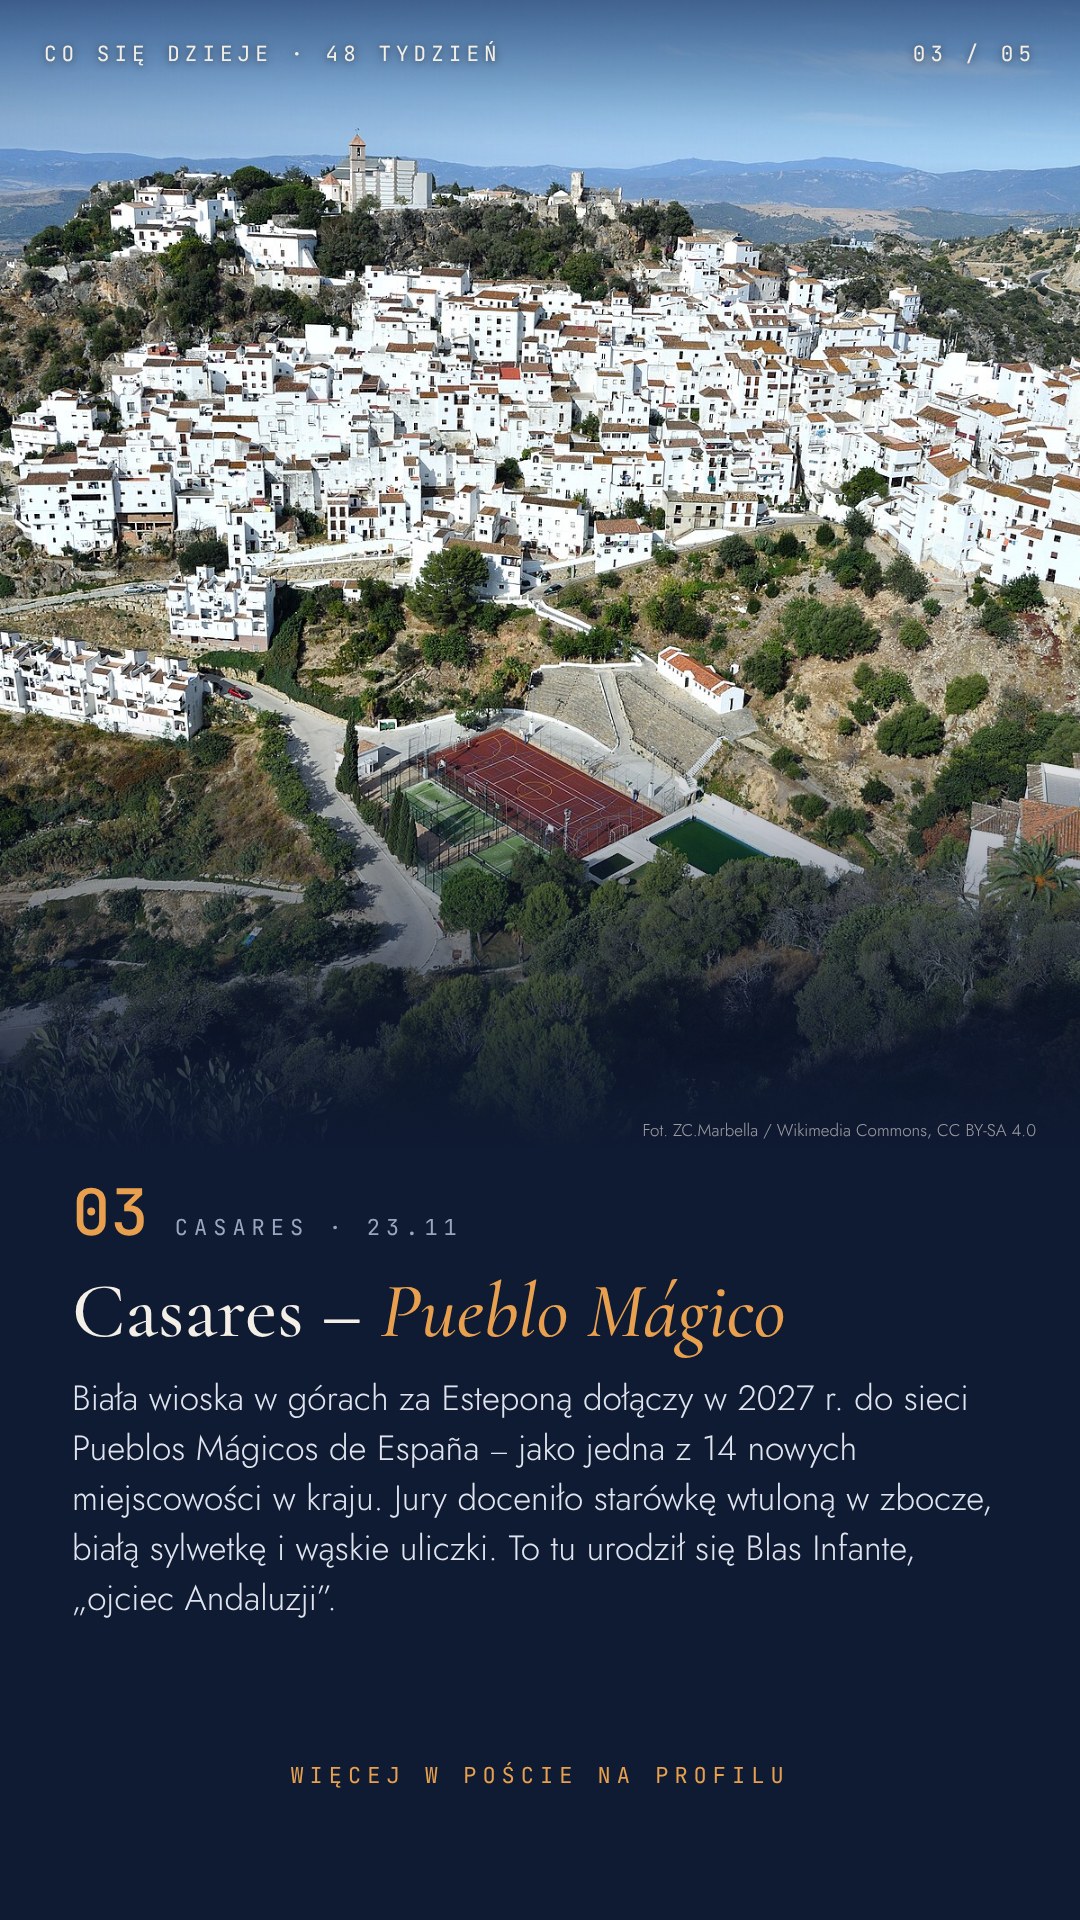 CO SIĘ DZIEJE · 48 TYDZIEŃ
03 / 05
Fot. ZC.Marbella / Wikimedia Commons, CC BY-SA 4.0
03 CASARES · 23.11
Casares – Pueblo Mágico
Biała wioska w górach za Esteponą dołączy w 2027 r. do sieci
Pueblos Mágicos de España – jako jedna z 14 nowych
miejscowości w kraju. Jury doceniło starówkę wtuloną w zbocze,
białą sylwetkę i wąskie uliczki. To tu urodził się Blas Infante,
„ojciec Andaluzji”.
WIĘCEJ W POŚCIE NA PROFILU